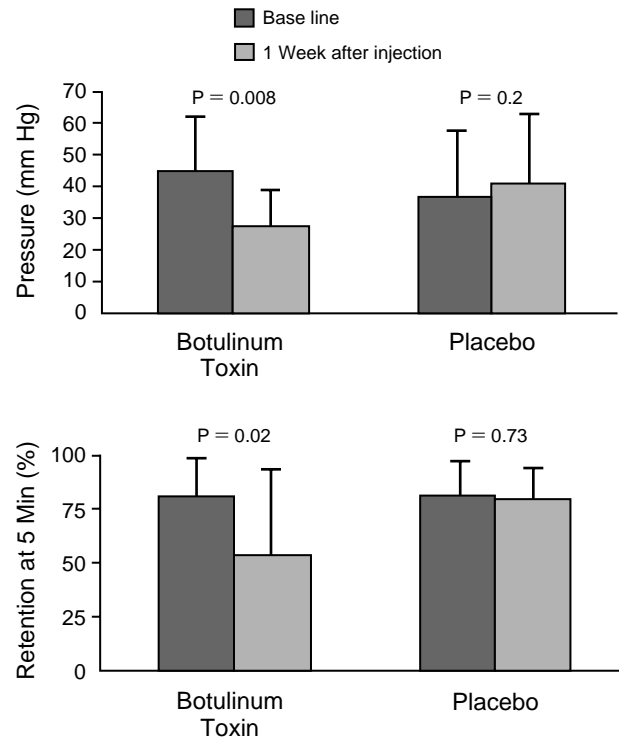 Base line
1 Week after injection
P = 0.008
P = 0.2
Pressure (mm Hg)
70
60
50
40
30
20
10
0
Botulinum
Toxin
Placebo
P = 0.02
P = 0.73
Retention at 5 Min (%)
100
75
50
25
0
Botulinum
Toxin
Placebo